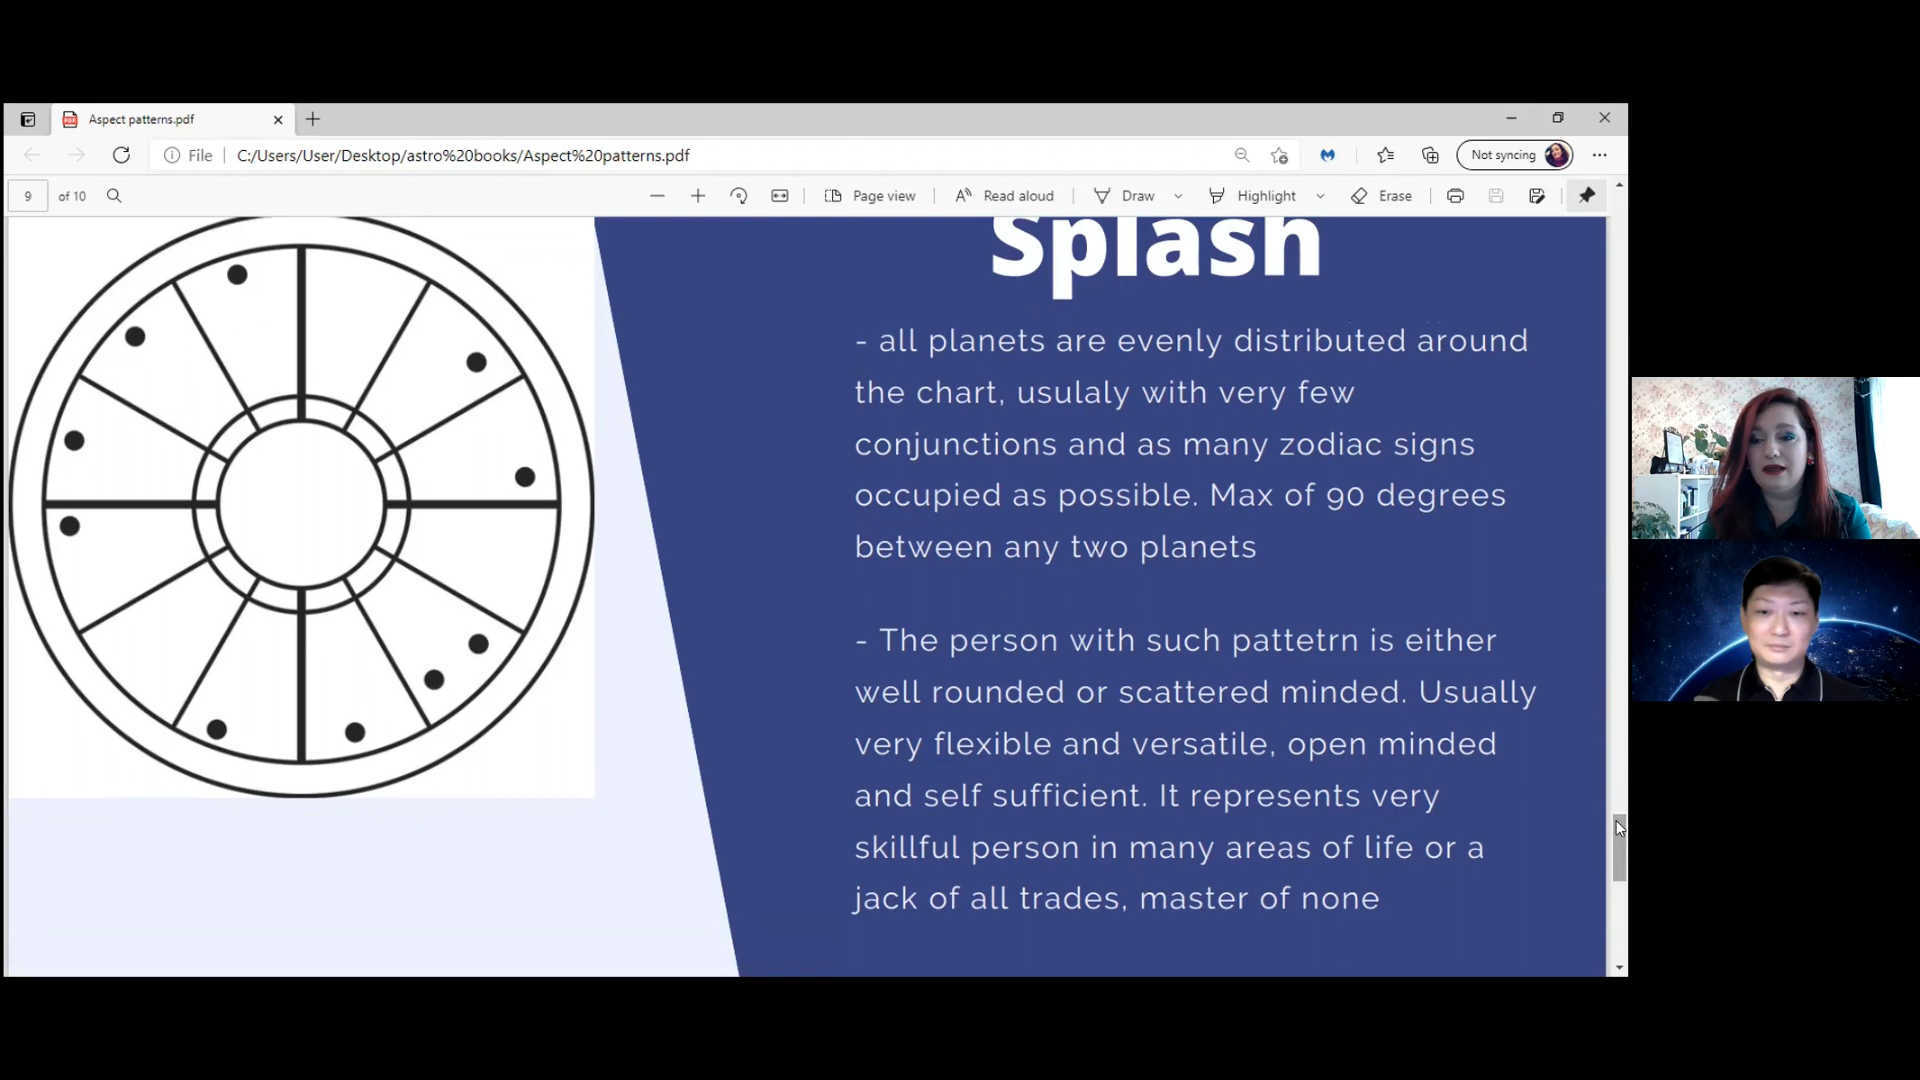 Aspect patterns.pdf
File
C:/Users/User/Desktop/astro%20books/Aspect%20patterns.pdf
Not syncing
9 of 10
Page view
Read aloud
Draw
Highlight
Erase
Splash
- all planets are evenly distributed around
the chart, usulaly with very few
conjunctions and as many zodiac signs
occupied as possible. Max of 90 degrees
between any two planets
- The person with such pattetrn is either
well rounded or scattered minded. Usually
very flexible and versatile, open minded
and self sufficient. It represents very
skillful person in many areas of life or a
jack of all trades, master of none